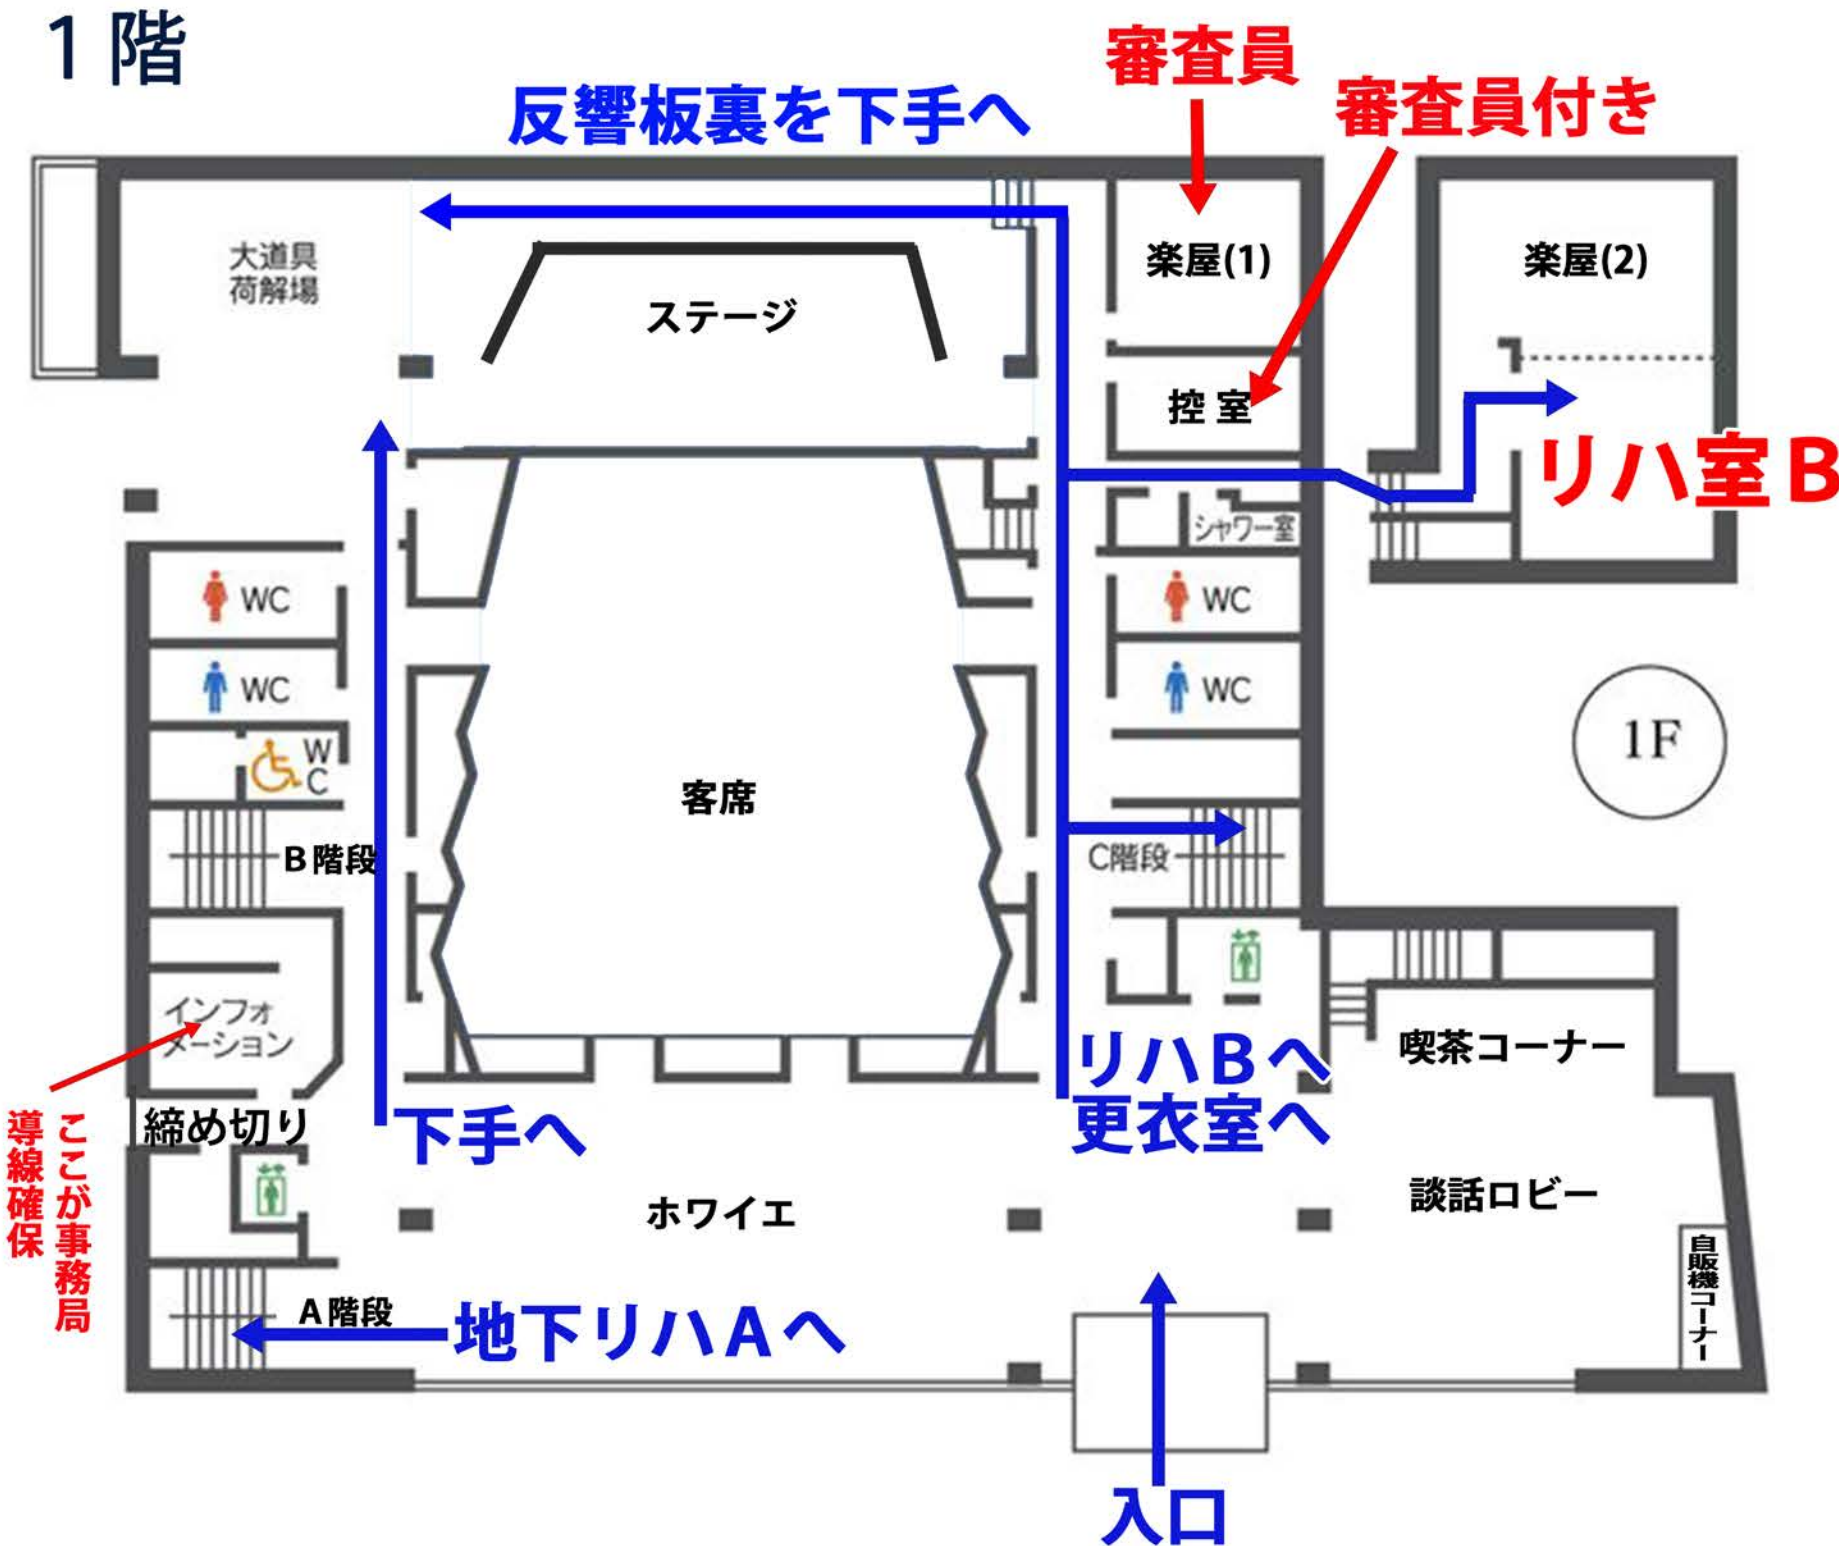 1階
審査員
審査員付き
反響板裏を下手へ
大道具
荷解場
ステージ
楽屋(1)
楽屋(2)
控室
リハ室B
シャワー室
WC
WC
WC
WC
WC
1F
客席
B階段
C階段
インフォ
メーション
喫茶コーナー
リハBへ
更衣室へ
締め切り
下手へ
ここが事務局
導線確保
ホワイエ
談話ロビー
自販機コーナー
A階段
地下リハAへ
入口